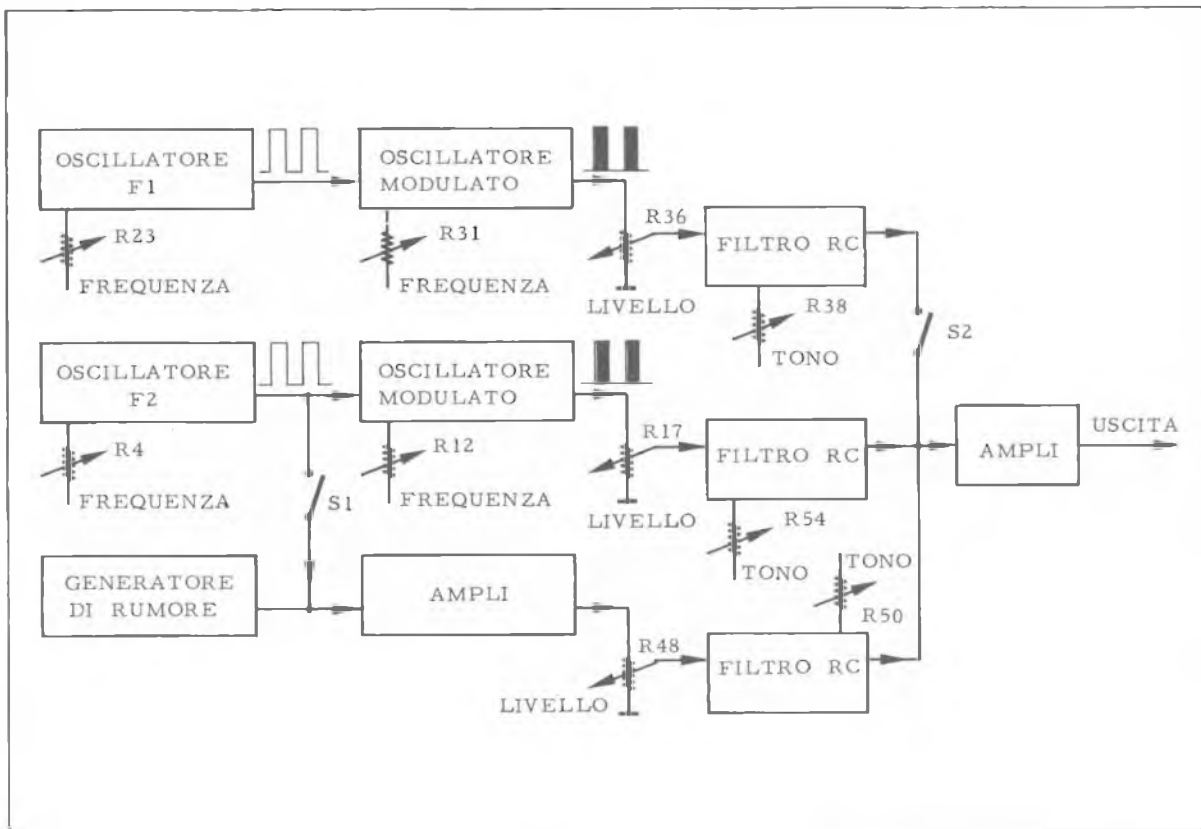 OSCILLATORE
F1
OSCILLATORE
MODULATO
R23
FREQUENZA
R31
FREQUENZA
R36
LIVELLO
FILTRO RC
R38
TONO
S2
OSCILLATORE
F2
OSCILLATORE
MODULATO
R4
FREQUENZA
S1
R12
FREQUENZA
R17
LIVELLO
FILTRO RC
R54
TONO
AMPLI
USCITA
GENERATORE
DI RUMORE
AMPLI
R48
LIVELLO
TONO
R50
FILTRO RC